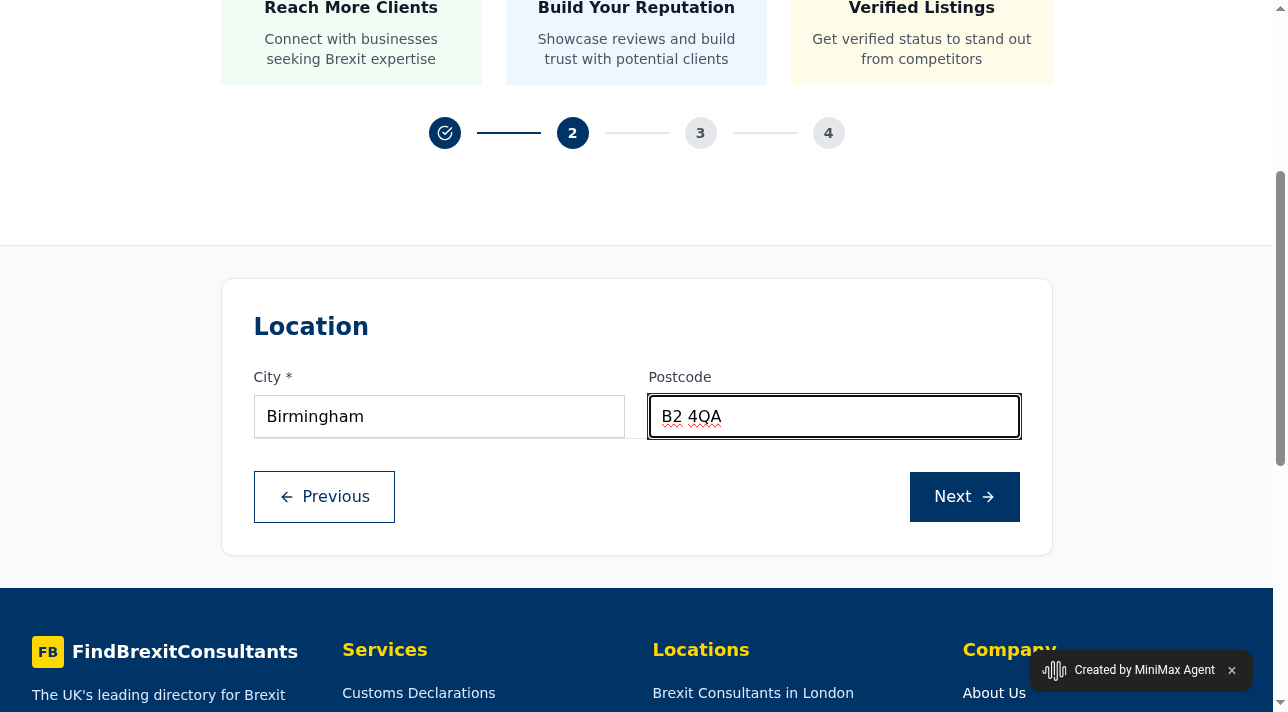 Reach More Clients
Connect with businesses
seeking Brexit expertise
Build Your Reputation
Showcase reviews and build
trust with potential clients
Verified Listings
Get verified status to stand out
from competitors
2
3
4
Location
City *
Birmingham
Postcode
B2 4QA
Previous
Next
FB FindBrexitConsultants
The UK's leading directory for Brexit
Services
Customs Declarations
Locations
Brexit Consultants in London
Company
About Us
Created by MiniMax Agent